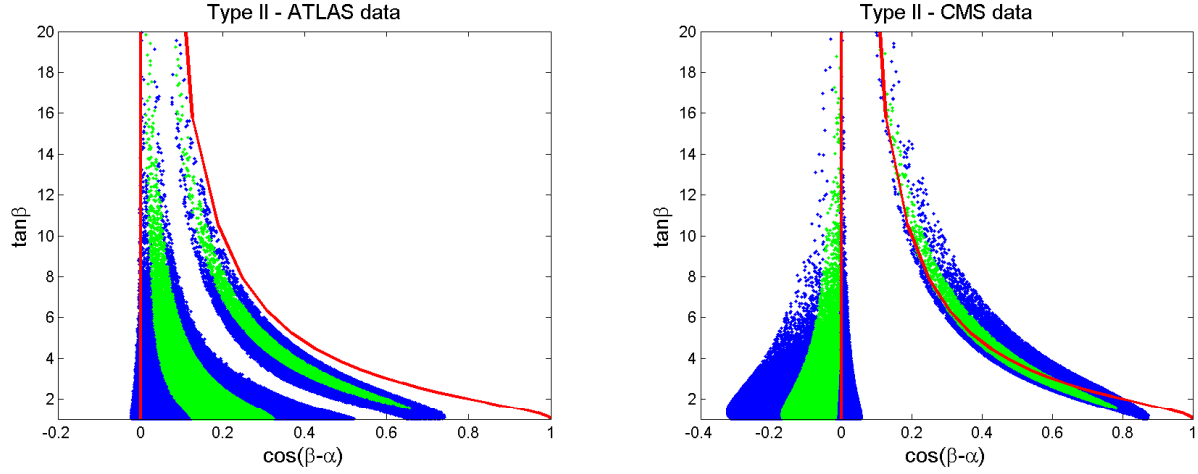 Type II - ATLAS data
20
18
16
14
12
10
8
6
4
2
tanβ
-0.2 0 0.2 0.4 0.6 0.8 1
cos(β-α)
Type II - CMS data
20
18
16
14
12
10
8
6
4
2
tanβ
-0.4 -0.2 0 0.2 0.4 0.6 0.8 1
cos(β-α)